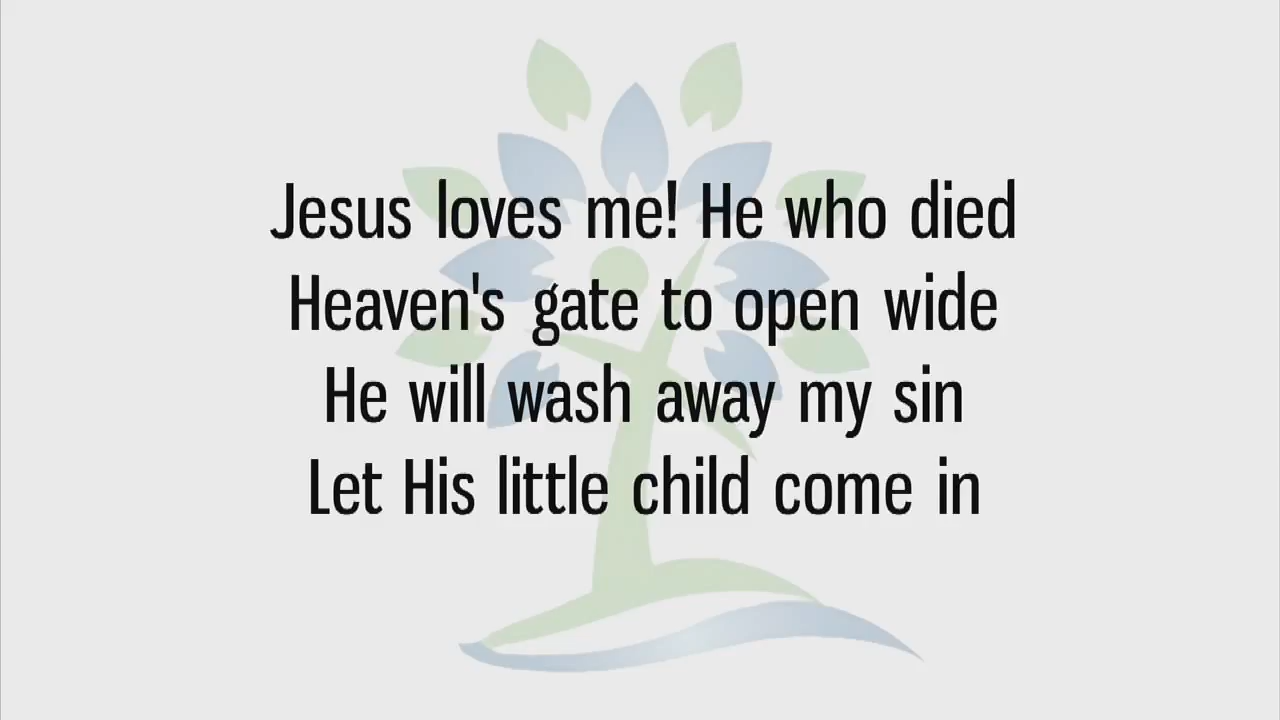 Jesus loves me! He who died
Heaven's gate to open wide
He will wash away my sin
Let His little child come in